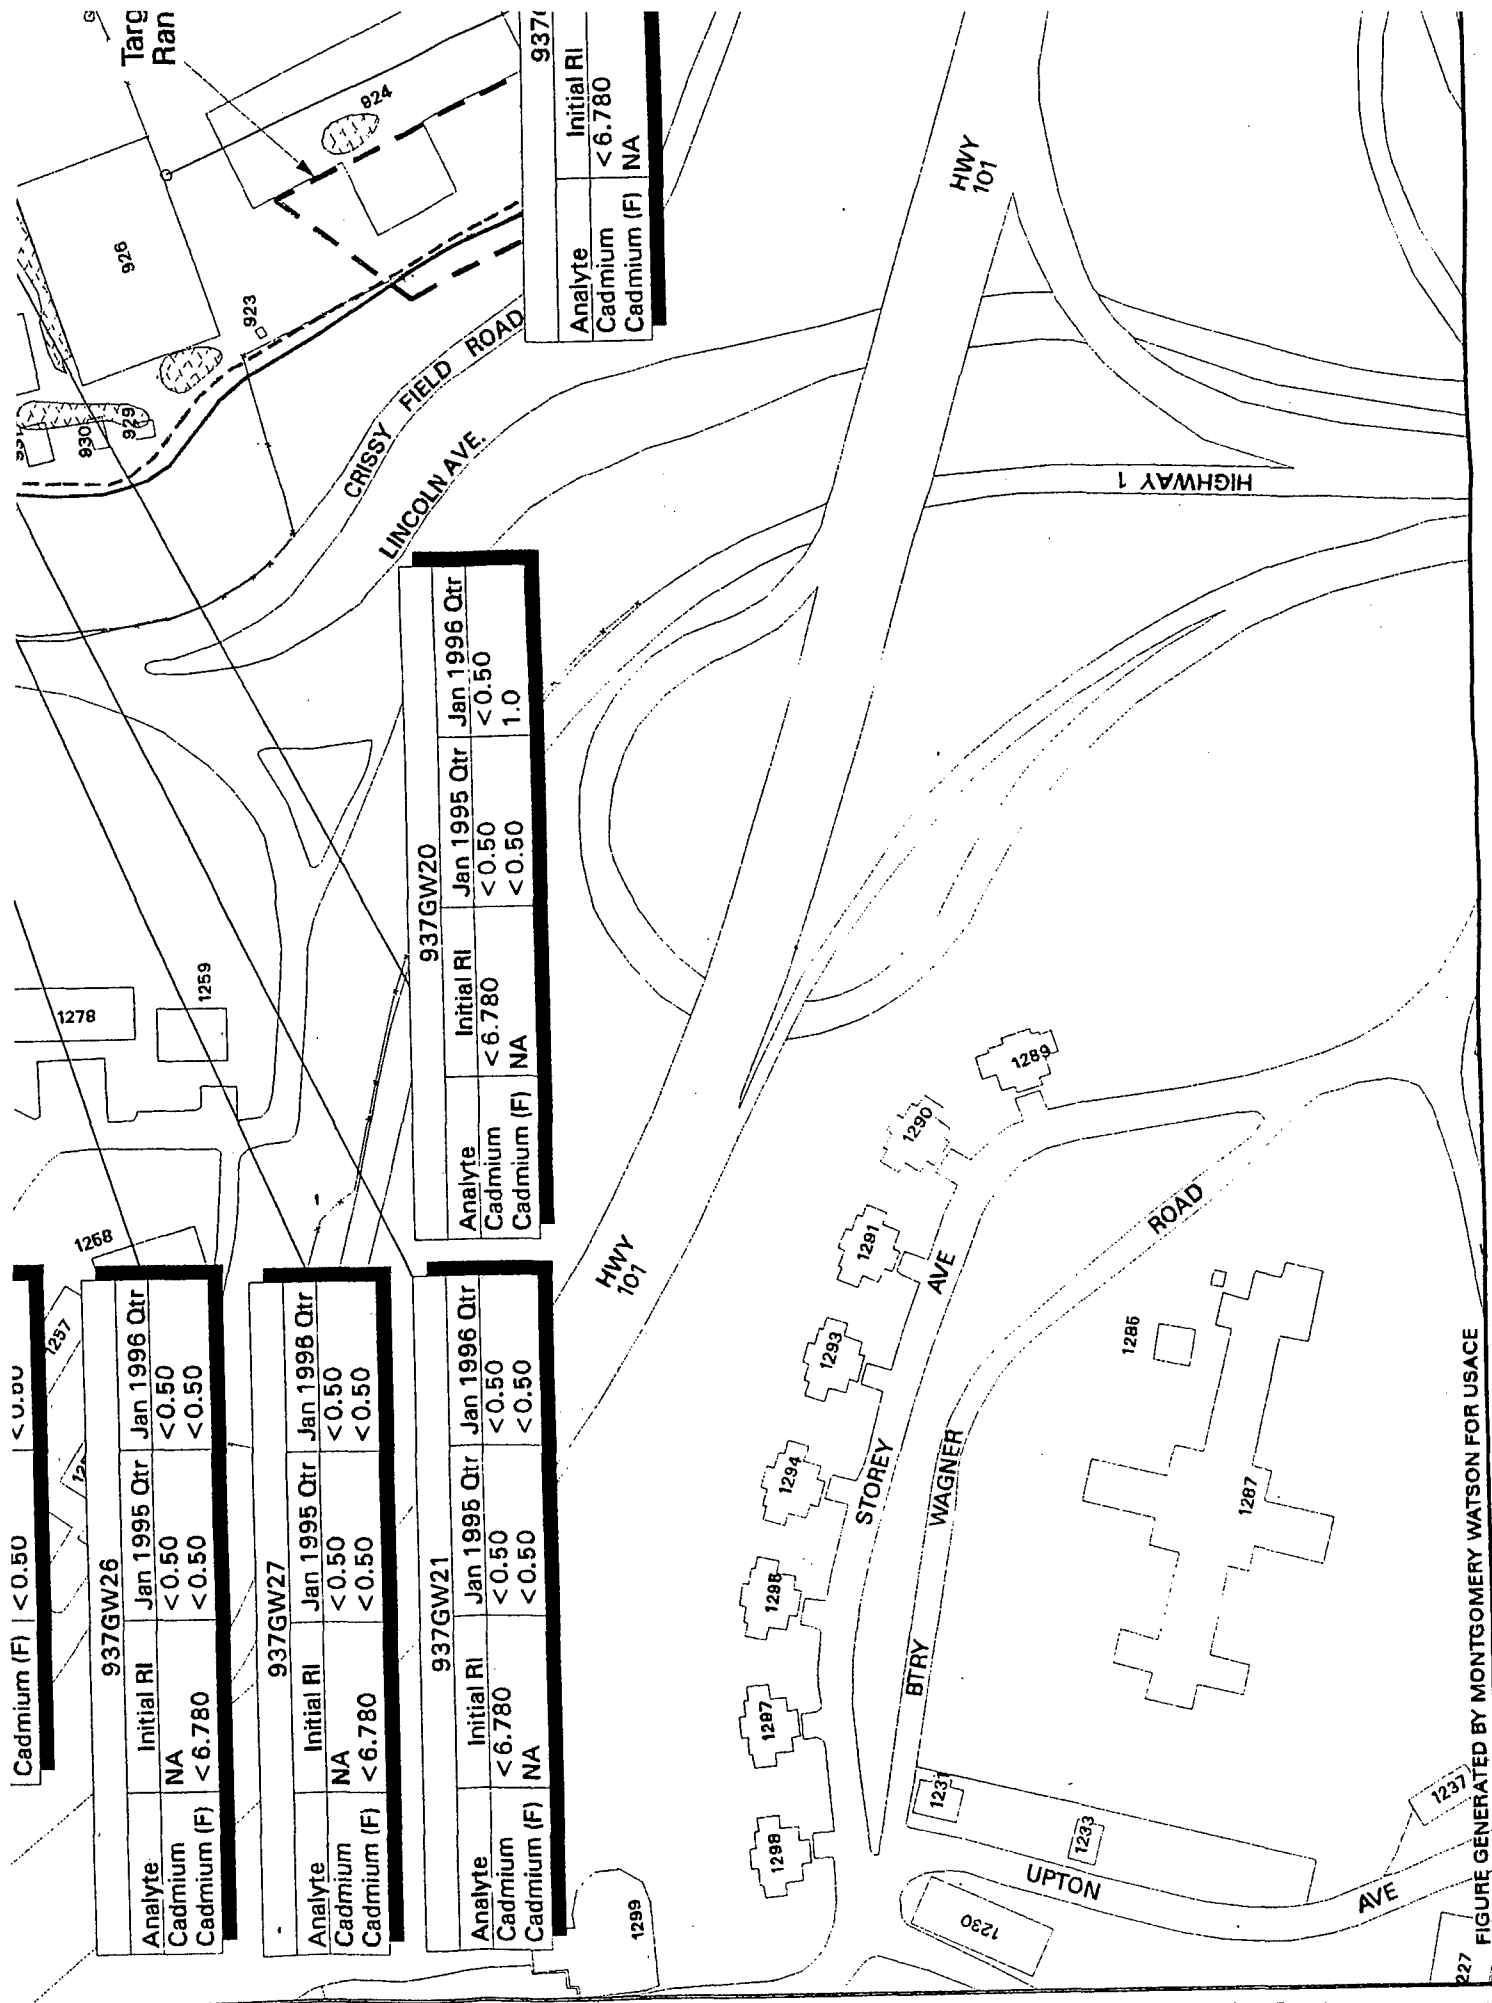 Cadmium (F) <0.50 <0.50
937GW26
Analyte Initial RI Jan 1995 Qtr Jan 1996 Qtr
Cadmium NA <0.50 <0.50
Cadmium (F) <6.780 <0.50 <0.50
937GW27
Analyte Initial RI Jan 1995 Qtr Jan 1996 Qtr
Cadmium NA <0.50 <0.50
Cadmium (F) <6.780 <0.50 <0.50
937GW21
Analyte Initial RI Jan 1995 Qtr Jan 1996 Qtr
Cadmium <6.780 <0.50 <0.50
Cadmium (F) NA <0.50 <0.50
937GW20
Analyte Initial RI Jan 1995 Qtr Jan 1996 Qtr
Cadmium <6.780 <0.50 <0.50
Cadmium (F) NA <0.50 1.0
Analyte Initial RI
Cadmium <6.780
Cadmium (F) NA
Targ
Ran
924
926
923
930
929
CRISSY FIELD ROAD
LINCOLN AVE.
HWY
101
HIGHWAY 1
1278
1259
1268
1257
HWY
101
1289
1290
1291
1293
1294
1297
1298
1299
STOREY AVE
BTRY WAGNER ROAD
1286
1287
1231
1233
1237
1230
UPTON AVE
227
FIGURE GENERATED BY MONTGOMERY WATSON FOR USACE